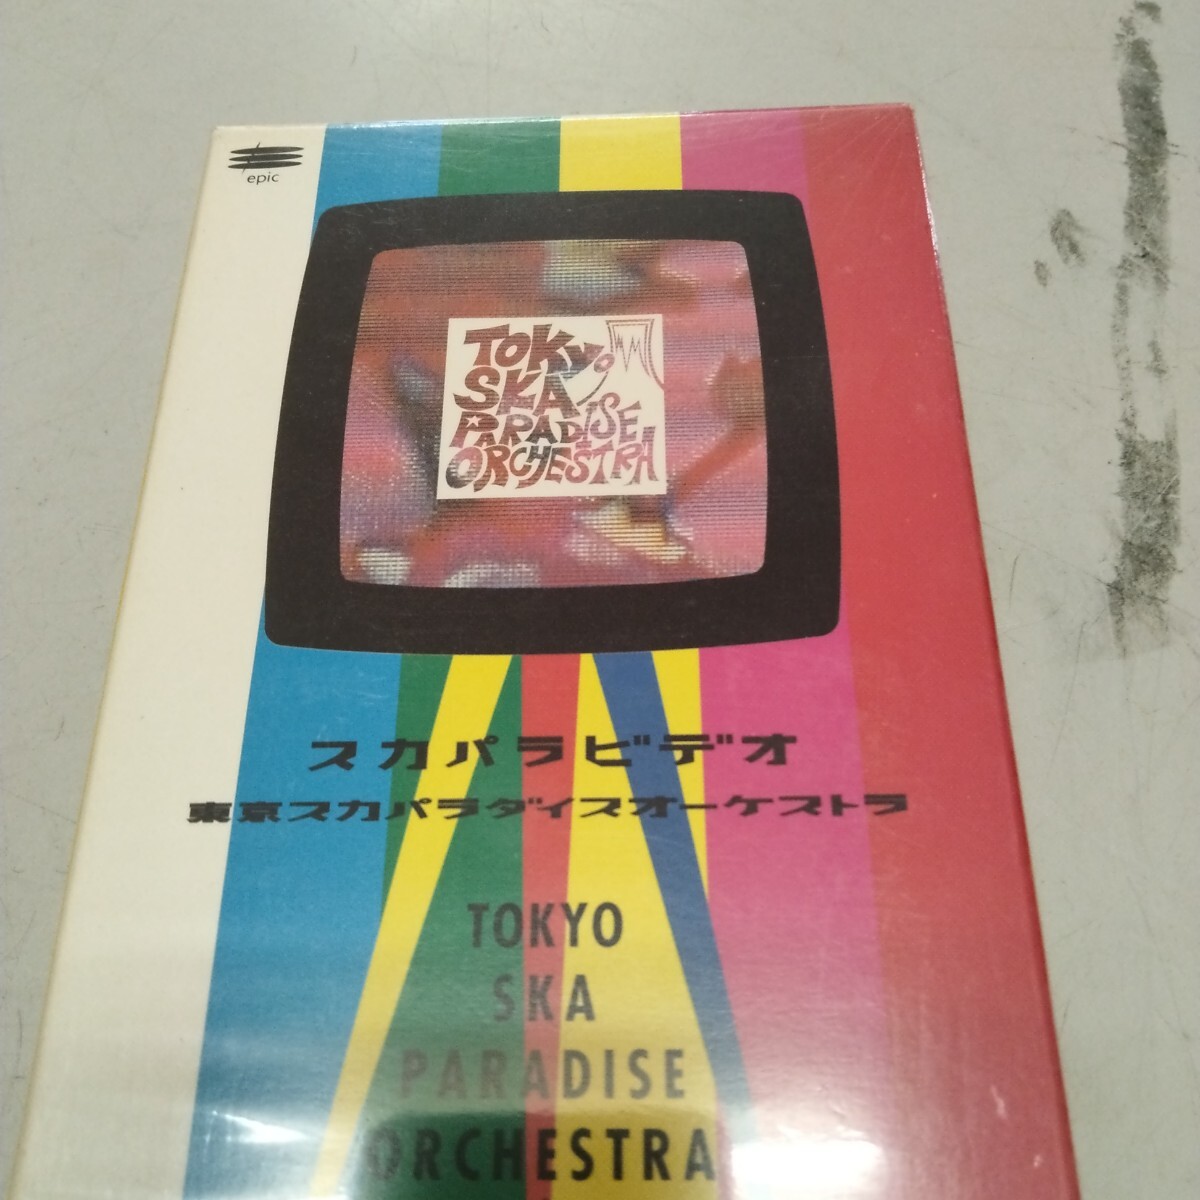 epic
TOKYO
SKA
PARADISE
ORCHESTRA
スカパラビデオ
東京スカパラダイスオーケストラ
TOKYO
SKA
PARADISE
ORCHESTRA